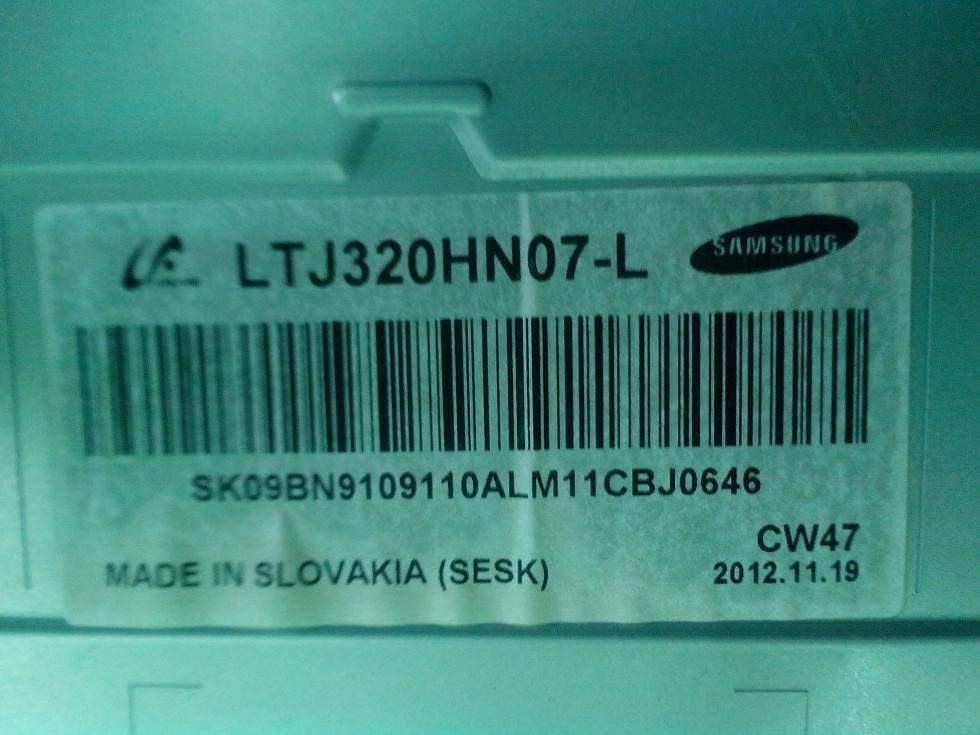 LTJ320HN07-L SAMSUNG
SK09BN9109110ALM11CBJ0646
CW47
MADE IN SLOVAKIA (SESK) 2012.11.19